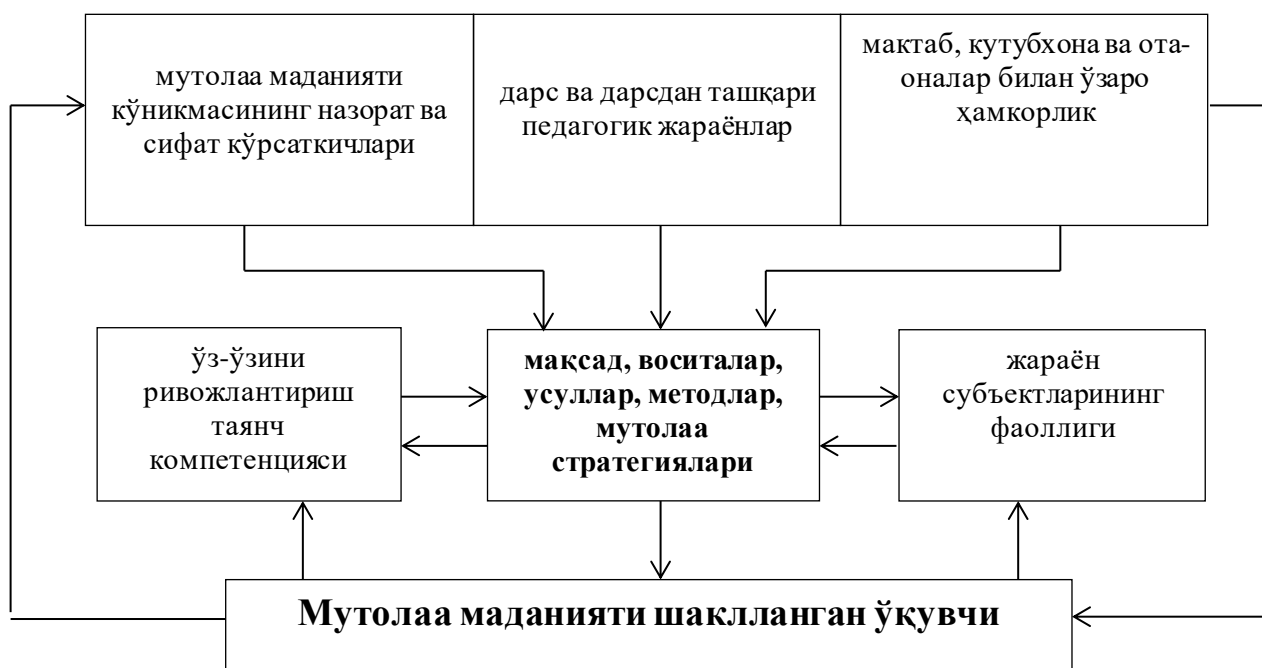 мутолаа маданияти
кўникмасининг назорат ва
сифат кўрсаткичлари
дарс ва дарсдан ташқари
педагогик жараёнлар
мактаб, кутубхона ва ота-
оналар билан ўзаро
ҳамкорлик
ўз-ўзини
ривожлантириш
таянч
компетенцияси
мақсад, воситалар,
усуллар, методлар,
мутолаа
стратегиялари
жараён
субъектларининг
фаоллиги
Мутолаа маданияти шаклланган ўқувчи